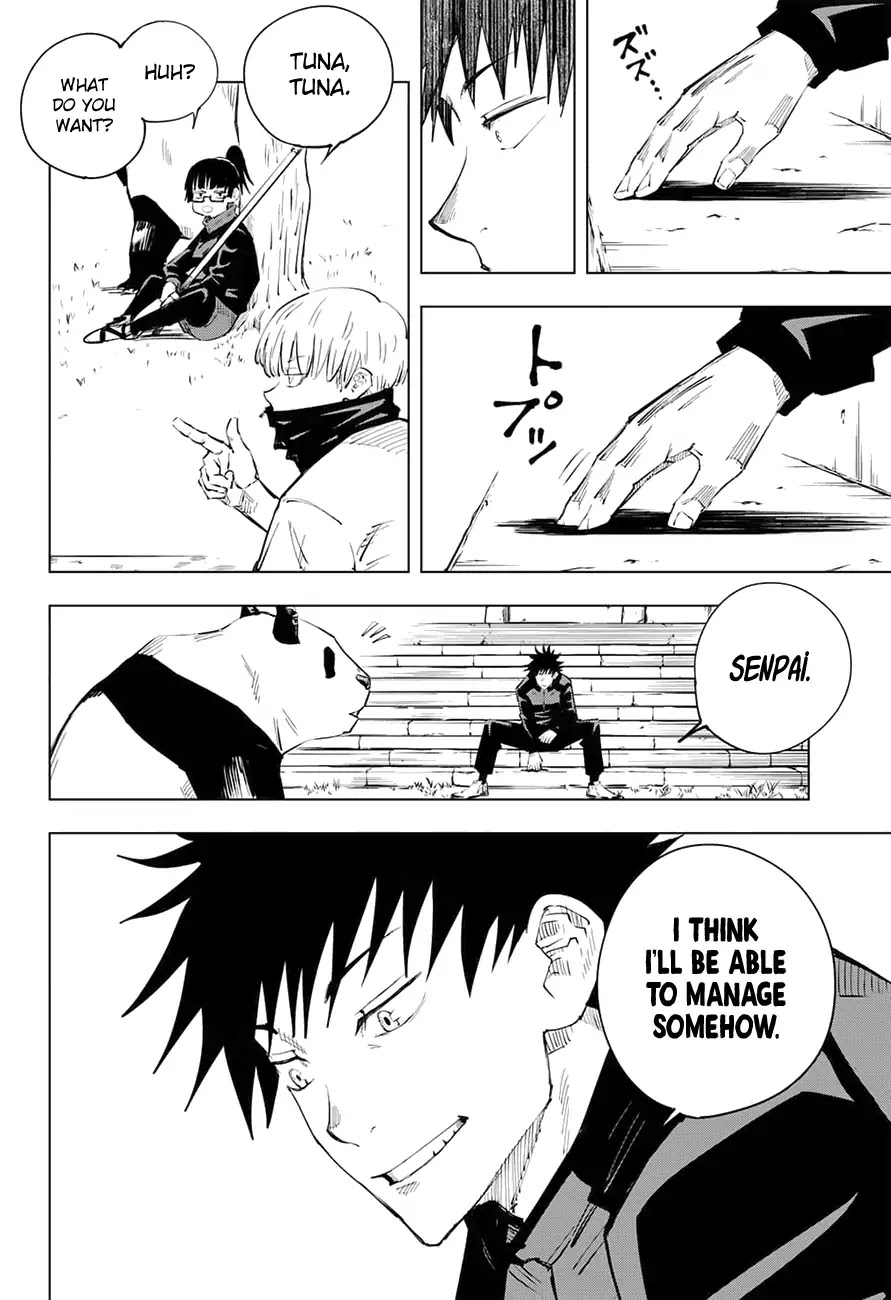 ズズズ…
トプッ
TUNA,
TUNA.
HUH?
WHAT
DO YOU
WANT?
SENPAI.
I THINK
I'LL BE ABLE
TO MANAGE
SOMEHOW.